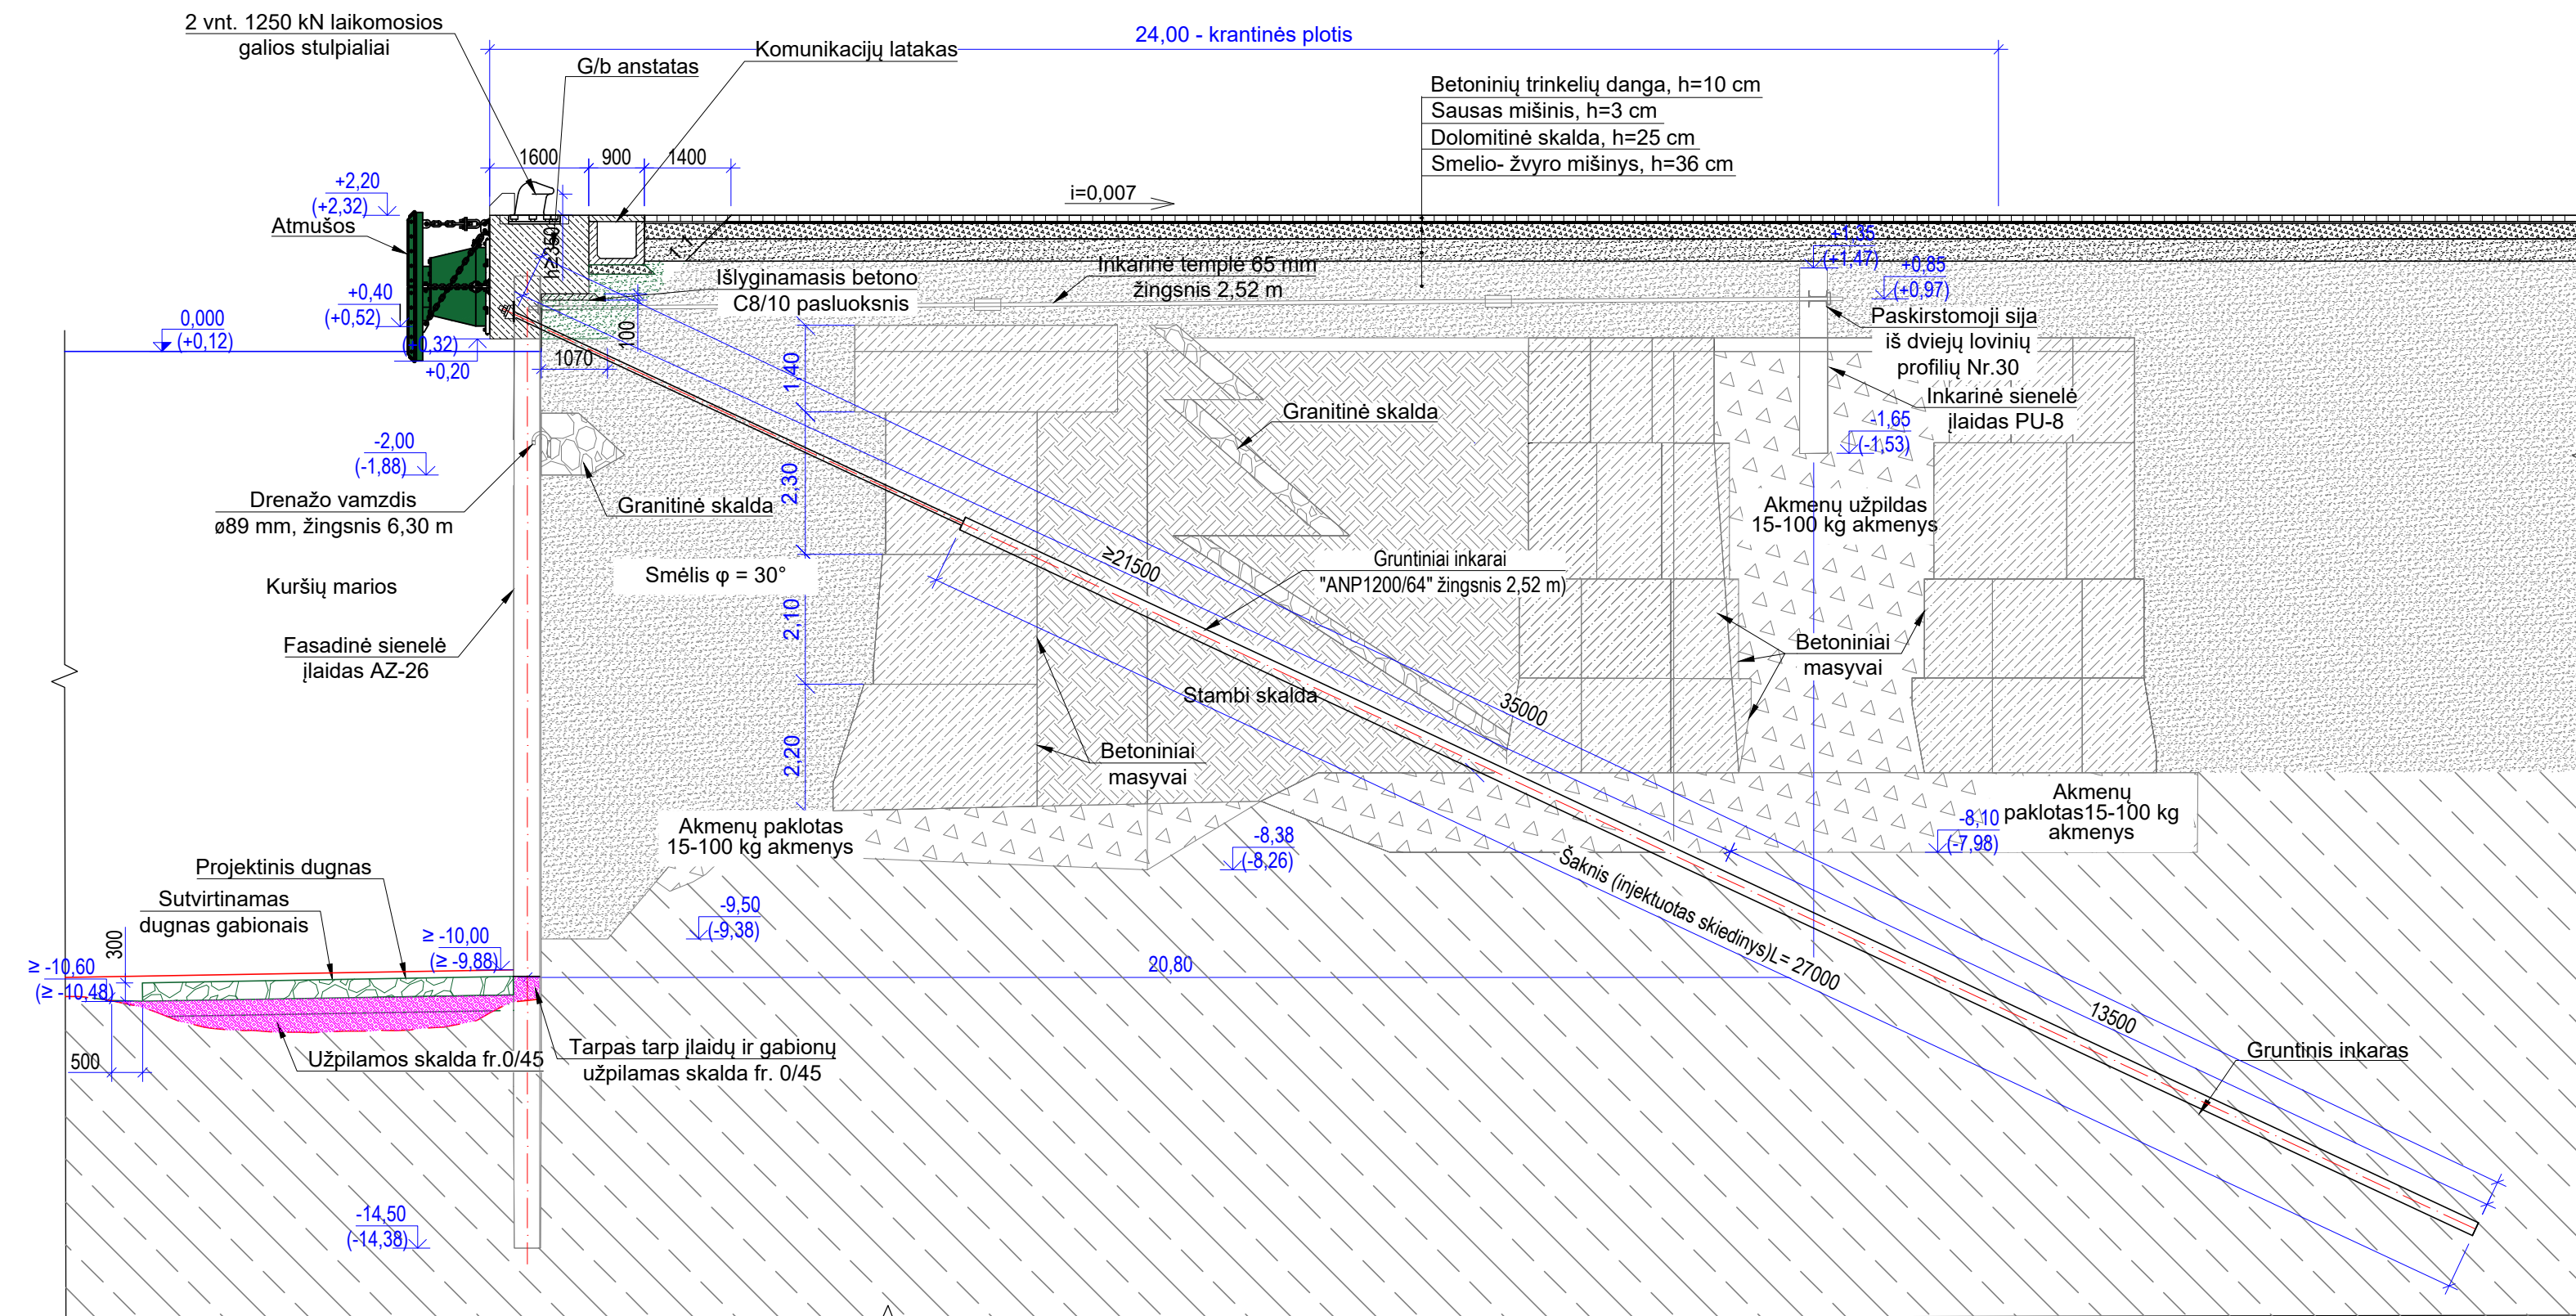 2 vnt. 1250 kN laikomosios
galios stulpialiai
G/b anstatas
Komunikacijų latakas
24,00 - krantinės plotis
Betoninių trinkelių danga, h=10 cm
Sausas mišinis, h=3 cm
Dolomitinė skalda, h=25 cm
Smelio- žvyro mišinys, h=36 cm
1600
900
1400
i=0,007
+2,20
(+2,32)
Atmušos
h≥2350
1:1
+1,35
(+1,47)
+0,85
(+0,97)
Išlyginamasis betono
C8/10 pasluoksnis
Inkarinė templė 65 mm
žingsnis 2,52 m
+0,40
(+0,52)
0,000
(+0,12)
(+0,32)
+0,20
1070
100
Paskirstomoji sija
iš dviejų lovinių
profilių Nr.30
Inkarinė sienelė
įlaidas PU-8
1,40
2,30
2,10
2,20
Granitinė skalda
-1,65
(-1,53)
-2,00
(-1,88)
Drenažo vamzdis
ø89 mm, žingsnis 6,30 m
Granitinė skalda
Akmenų užpildas
15-100 kg akmenys
Smėlis φ = 30°
≥21500
Gruntiniai inkarai
"ANP1200/64" žingsnis 2,52 m)
Kuršių marios
Fasadinė sienelė
įlaidas AZ-26
Betoniniai
masyvai
Stambi skalda
35000
Betoniniai
masyvai
Akmenų
paklotas15-100 kg
akmenys
Akmenų paklotas
15-100 kg akmenys
-8,38
(-8,26)
-8,10
(-7,98)
Šaknis (injektuotas skiedinys)L= 27000
Projektinis dugnas
Sutvirtinamas
dugnas gabionais
-9,50
(-9,38)
≥ -10,00
(≥ -9,88)
300
≥ -10,60
(≥ -10,48)
20,80
13500
Gruntinis inkaras
500
Užpilamos skalda fr.0/45
Tarpas tarp įlaidų ir gabionų
užpilamas skalda fr. 0/45
-14,50
(-14,38)